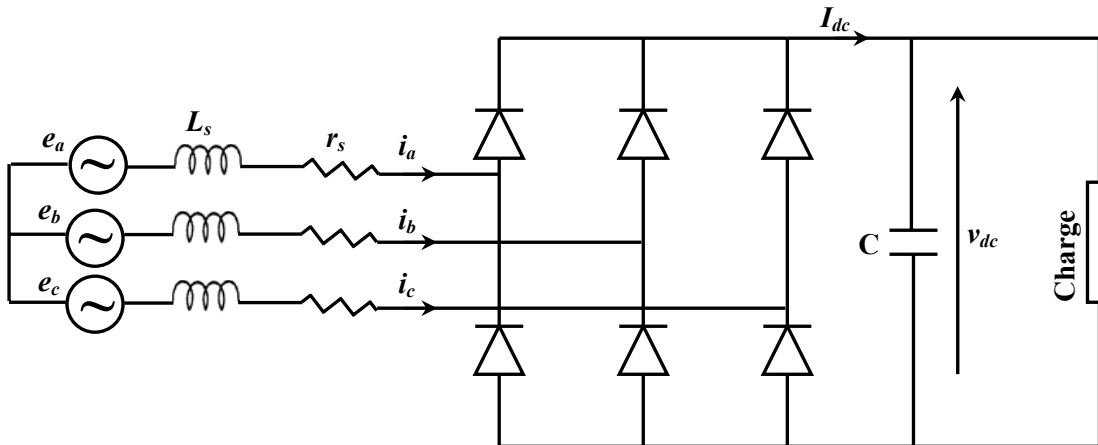 I_dc
e_a
L_s
r_s
i_a
e_b
i_b
C
v_dc
Charge
e_c
i_c